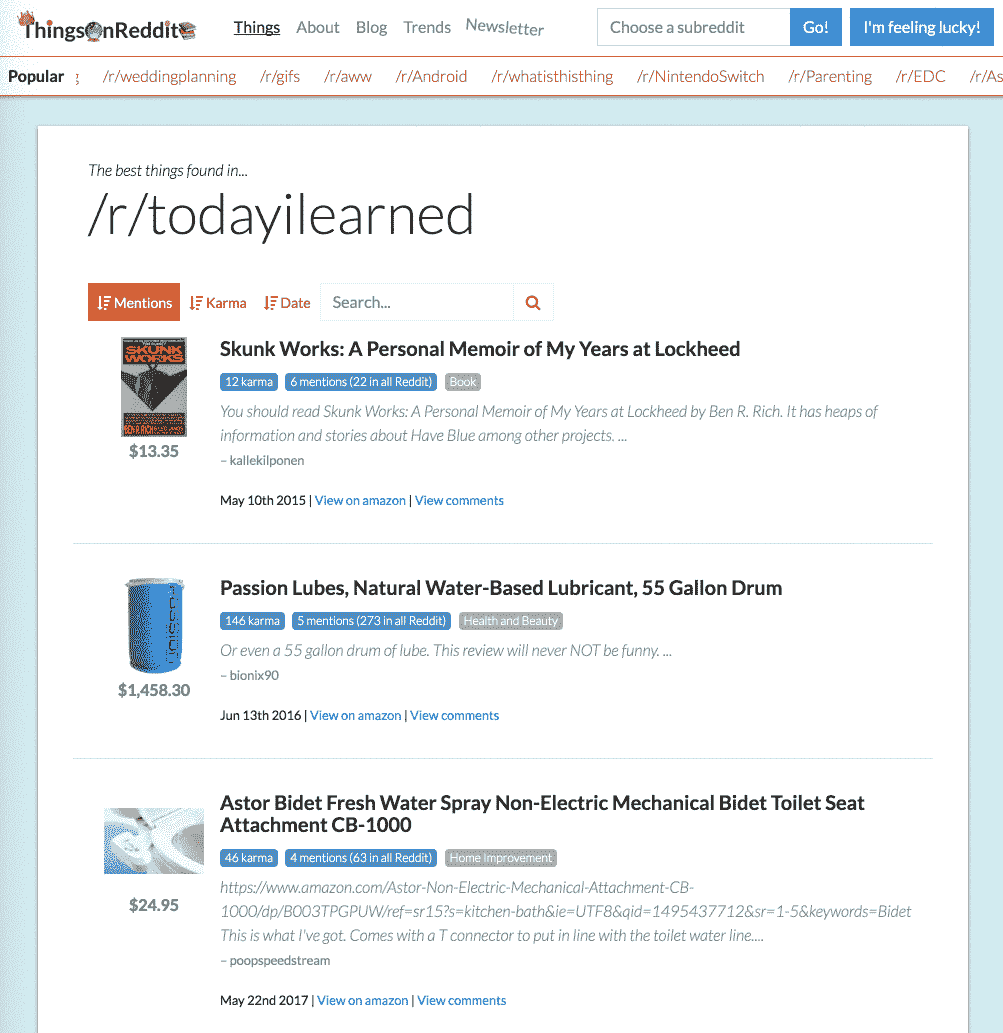 ThingsOnReddit Things About Blog Trends Newsletter Choose a subreddit Go! I'm feeling lucky!
Popular /r/weddingplanning /r/gifs /r/aww /r/Android /r/whatisthisthing /r/NintendoSwitch /r/Parenting /r/EDC /r/As
The best things found in...
/r/todayilearned
Mentions Karma Date Search...
SKUNK WORKS
Skunk Works: A Personal Memoir of My Years at Lockheed
12 karma 6 mentions (22 in all Reddit) Book
You should read Skunk Works: A Personal Memoir of My Years at Lockheed by Ben R. Rich. It has heaps of
information and stories about Have Blue among other projects. ...
$13.35
– kallekilponen
May 10th 2015 | View on amazon | View comments
Passion Lubes, Natural Water-Based Lubricant, 55 Gallon Drum
146 karma 5 mentions (273 in all Reddit) Health and Beauty
Or even a 55 gallon drum of lube. This review will never NOT be funny. ...
– bionix90
$1,458.30
Jun 13th 2016 | View on amazon | View comments
Astor Bidet Fresh Water Spray Non-Electric Mechanical Bidet Toilet Seat
Attachment CB-1000
46 karma 4 mentions (63 in all Reddit) Home Improvement
https://www.amazon.com/Astor-Non-Electric-Mechanical-Attachment-CB-
1000/dp/B003TPGPUW/ref=sr15?s=kitchen-bath&ie=UTF8&qid=1495437712&sr=1-5&keywords=Bidet
$24.95
This is what I've got. Comes with a T connector to put in line with the toilet water line....
– poopspeedstream
May 22nd 2017 | View on amazon | View comments